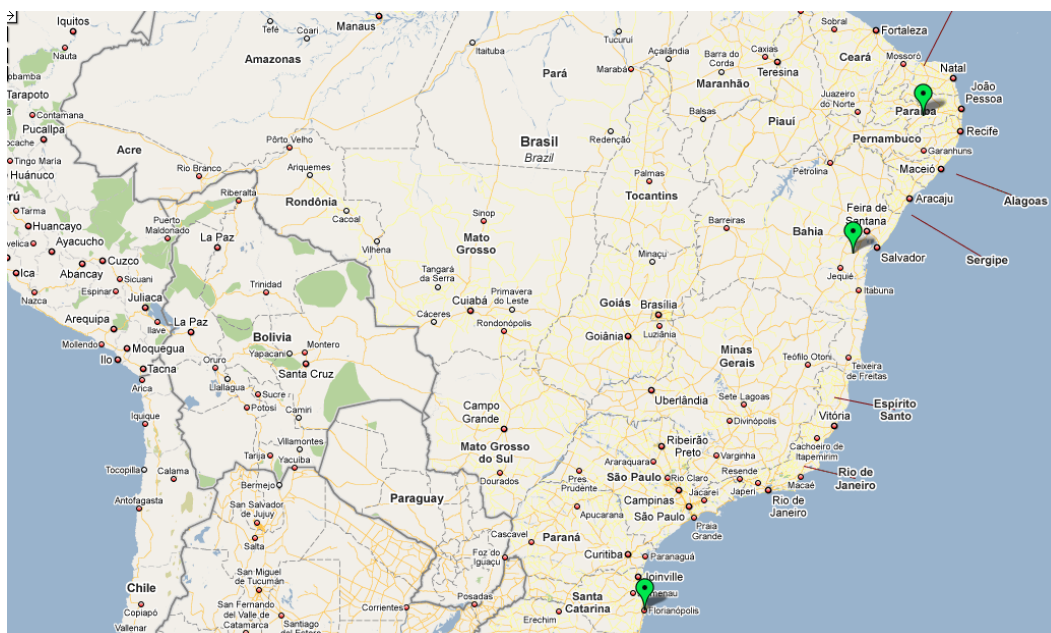 Iquitos
Nauta
Tefé
Coari
Manaus
Itaituba
Tucuruí
Marabá
Açailândia
Barra do
Corda
Caxias
Teresina
Sobral
Fortaleza
Ceará
Mossoró
Natal
João
Pessoa
Amazonas
Pará
Maranhão
Piauí
Juazeiro
do Norte
Pernambuco
Recife
Garanhuns
Maceió
Alagoas
Petrolina
Balsas
Redenção
Brasil
Brazil
Tarapoto
Contamana
Pucallpa
Tingo Maria
Huánuco
Acre
Rio Branco
Pôrto Velho
Ariquemes
Rondônia
Cacoal
Vilhena
Riberalta
Puerto
Maldonado
La Paz
Trinidad
Tarma
Huancayo
Ayacucho
Cuzco
Abancay
Ica
Sicuani
Espinar
Nazca
Juliaca
Arequipa
Ilave
La Paz
Mollendo
Moquegua
Ilo
Tacna
Arica
Iquique
Palmas
Tocantins
Sinop
Mato
Grosso
Tangará
da Serra
Cuiabá
Primavera
do Leste
Cáceres
Rondonópolis
Barreiras
Bahia
Feira de
Santana
Aracaju
Sergipe
Salvador
Jequié
Itabuna
Minaçu
Goiás
Brasília
Luziânia
Goiânia
Bolivia
Yapacani
Montero
Santa Cruz
Oruro
Llallagua
Sucre
Potosí
Camiri
Villamontes
Tarija
Yacuiba
Bermejo
Minas
Gerais
Teófilo Otoni
Teixeira
de Freitas
Uberlândia
Sete Lagoas
Divinópolis
Espírito
Santo
Vitória
Cachoeiro de
Itapemirim
Campo
Grande
Mato Grosso
do Sul
Dourados
Ribeirão
Preto
Araraquara
Varginha
São Paulo
Rio Claro
Resende
Campinas
Jacareí
Japeri
Macaé
Rio de
Janeiro
Rio de
Janeiro
São Paulo
Praia
Grande
Pres.
Prudente
Apucarana
Cascavel
Paraná
Foz do
Iguaçu
Curitiba
Paranaguá
Joinville
Florianópolis
Santa
Catarina
Erechim
Paraguay
Tocopilla
Calama
Antofagasta
San Salvador
de Jujuy
Salta
San Miguel
de Tucumán
Chile
Copiapó
Vallenar
San Fernando
del Valle de
Catamarca
Santiago
del Estero
Corrientes
Posadas